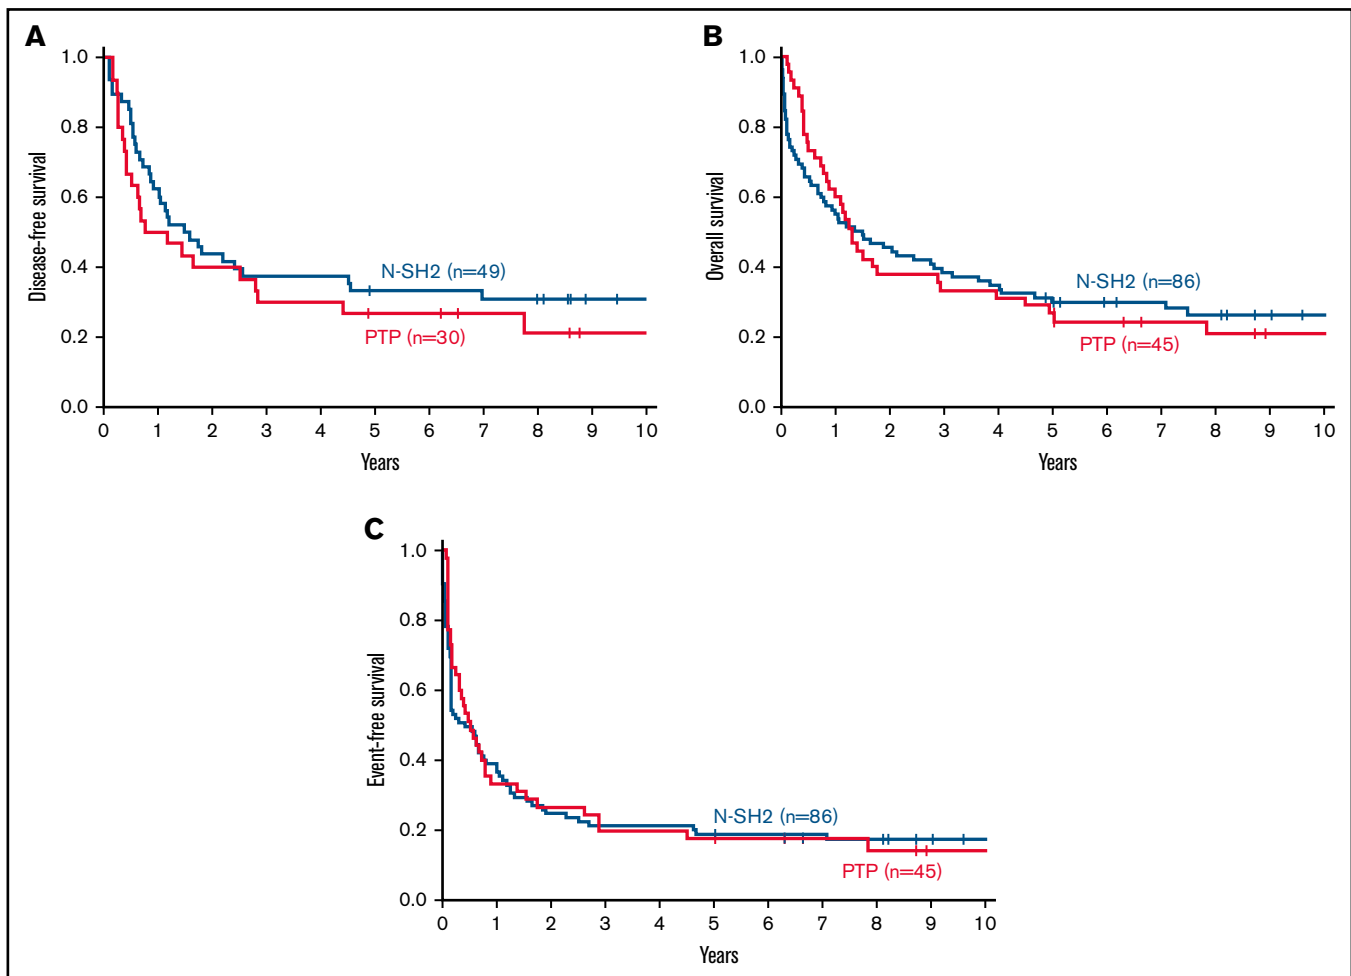 A
Disease-free survival
1.0
0.8
0.6
0.4
0.2
0.0
N-SH2 (n=49)
PTP (n=30)
0 1 2 3 4 5 6 7 8 9 10
Years
B
Overall survival
1.0
0.8
0.6
0.4
0.2
0.0
N-SH2 (n=86)
PTP (n=45)
0 1 2 3 4 5 6 7 8 9 10
Years
C
Event-free survival
1.0
0.8
0.6
0.4
0.2
0.0
N-SH2 (n=86)
PTP (n=45)
0 1 2 3 4 5 6 7 8 9 10
Years